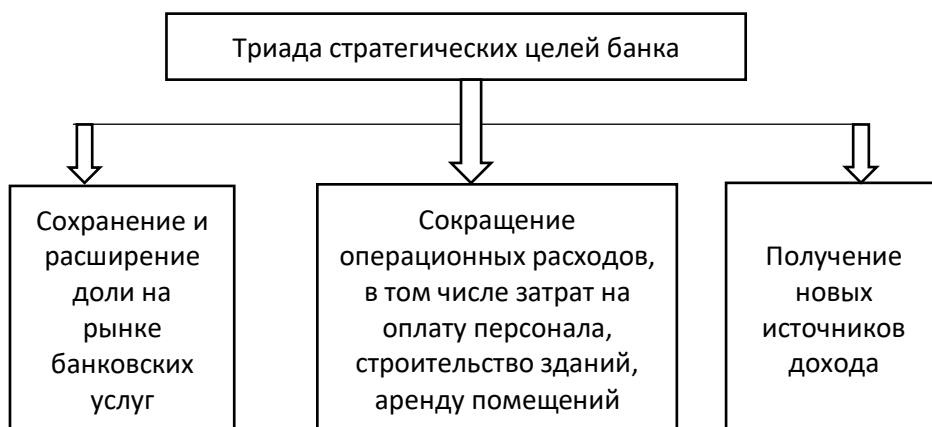 Триада стратегических целей банка
Сохранение и
расширение
доли на
рынке
банковских
услуг
Сокращение
операционных расходов,
в том числе затрат на
оплату персонала,
строительство зданий,
аренду помещений
Получение
новых
источников
дохода